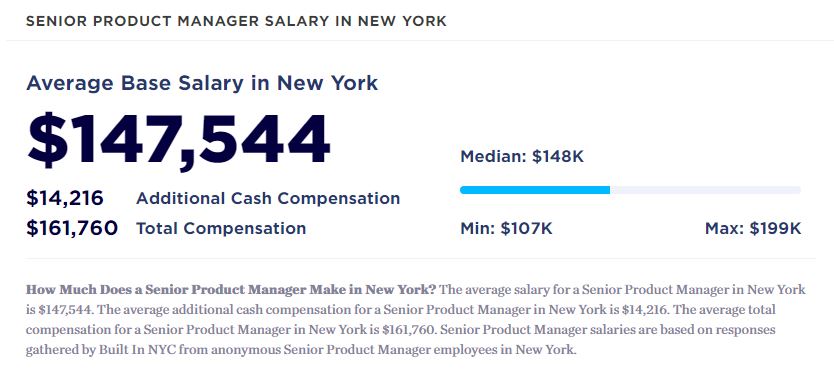 SENIOR PRODUCT MANAGER SALARY IN NEW YORK
Average Base Salary in New York
$147,544
$14,216 Additional Cash Compensation
$161,760 Total Compensation
Median: $148K
Min: $107K Max: $199K
How Much Does a Senior Product Manager Make in New York? The average salary for a Senior Product Manager in New York
is $147,544. The average additional cash compensation for a Senior Product Manager in New York is $14,216. The average total
compensation for a Senior Product Manager in New York is $161,760. Senior Product Manager salaries are based on responses
gathered by Built In NYC from anonymous Senior Product Manager employees in New York.